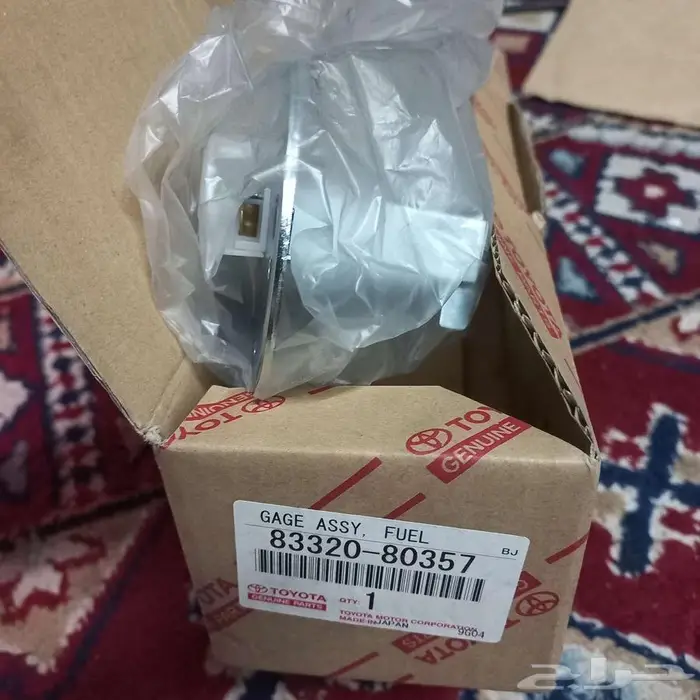 TOYOTA
GENUINE
TOYOTA
GENUINE
GAGE ASSY, FUEL
83320-80357
BJ
TOYOTA
GENUINE PARTS
QTY: 1
TOYOTA MOTOR CORPORATION
MADE IN JAPAN
9G04
حراج